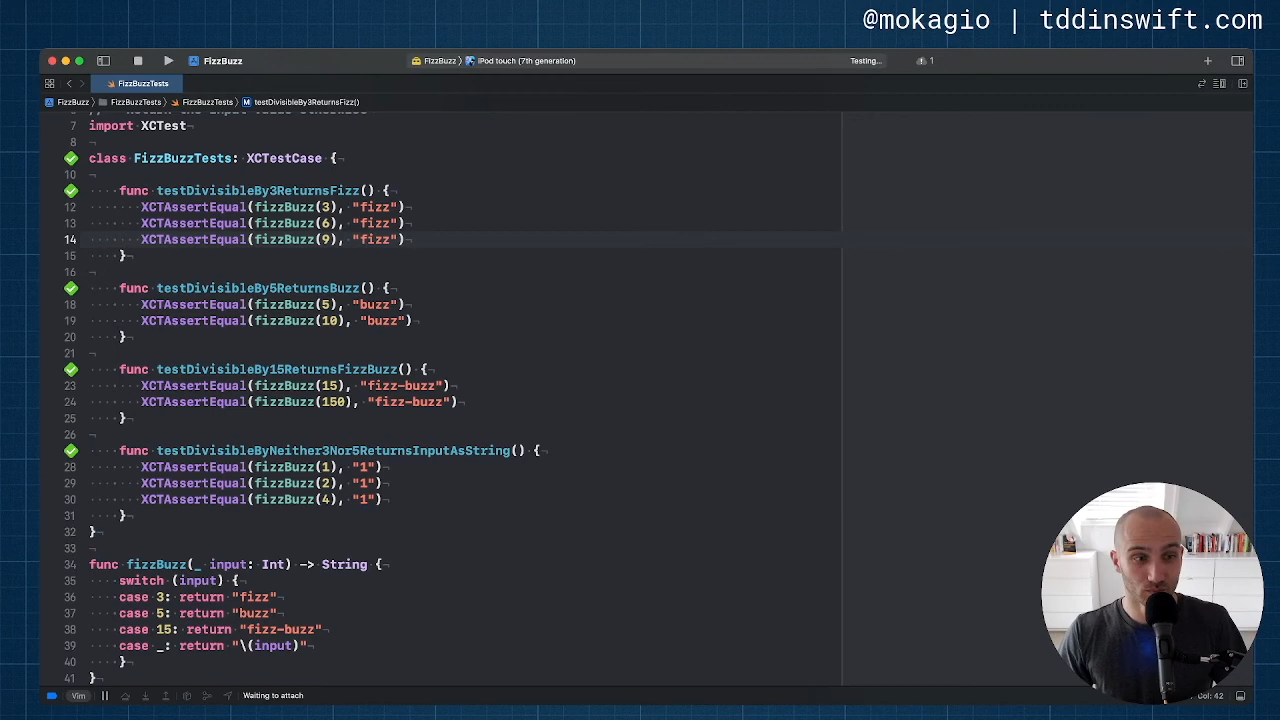 @mokagio | tddinswift.com
FizzBuzz
FizzBuzz 〉 iPod touch (7th generation)
Testing...
1
FizzBuzzTests
FizzBuzz 〉 FizzBuzzTests 〉 FizzBuzzTests 〉 M testDivisibleBy3ReturnsFizz()
7 import XCTest
8
class FizzBuzzTests: XCTestCase {
10
func testDivisibleBy3ReturnsFizz() {
12 XCTAssertEqual(fizzBuzz(3), "fizz")
13 XCTAssertEqual(fizzBuzz(6), "fizz")
14 XCTAssertEqual(fizzBuzz(9), "fizz")
15 }
16
func testDivisibleBy5ReturnsBuzz() {
18 XCTAssertEqual(fizzBuzz(5), "buzz")
19 XCTAssertEqual(fizzBuzz(10), "buzz")
20 }
21
func testDivisibleBy15ReturnsFizzBuzz() {
23 XCTAssertEqual(fizzBuzz(15), "fizz-buzz")
24 XCTAssertEqual(fizzBuzz(150), "fizz-buzz")
25 }
26
func testDivisibleByNeither3Nor5ReturnsInputAsString() {
28 XCTAssertEqual(fizzBuzz(1), "1")
29 XCTAssertEqual(fizzBuzz(2), "1")
30 XCTAssertEqual(fizzBuzz(4), "1")
31 }
32 }
33
34 func fizzBuzz(_ input: Int) -> String {
35 switch (input) {
36 case 3: return "fizz"
37 case 5: return "buzz"
38 case 15: return "fizz-buzz"
39 case _: return "\(input)"
40 }
41 }
Vim
Waiting to attach
Col: 42